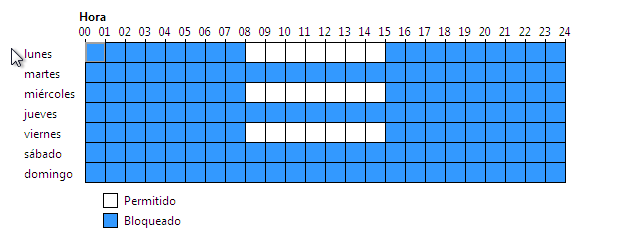 Hora
00 01 02 03 04 05 06 07 08 09 10 11 12 13 14 15 16 17 18 19 20 21 22 23 24
lunes
martes
miércoles
jueves
viernes
sábado
domingo
Permitido
Bloqueado